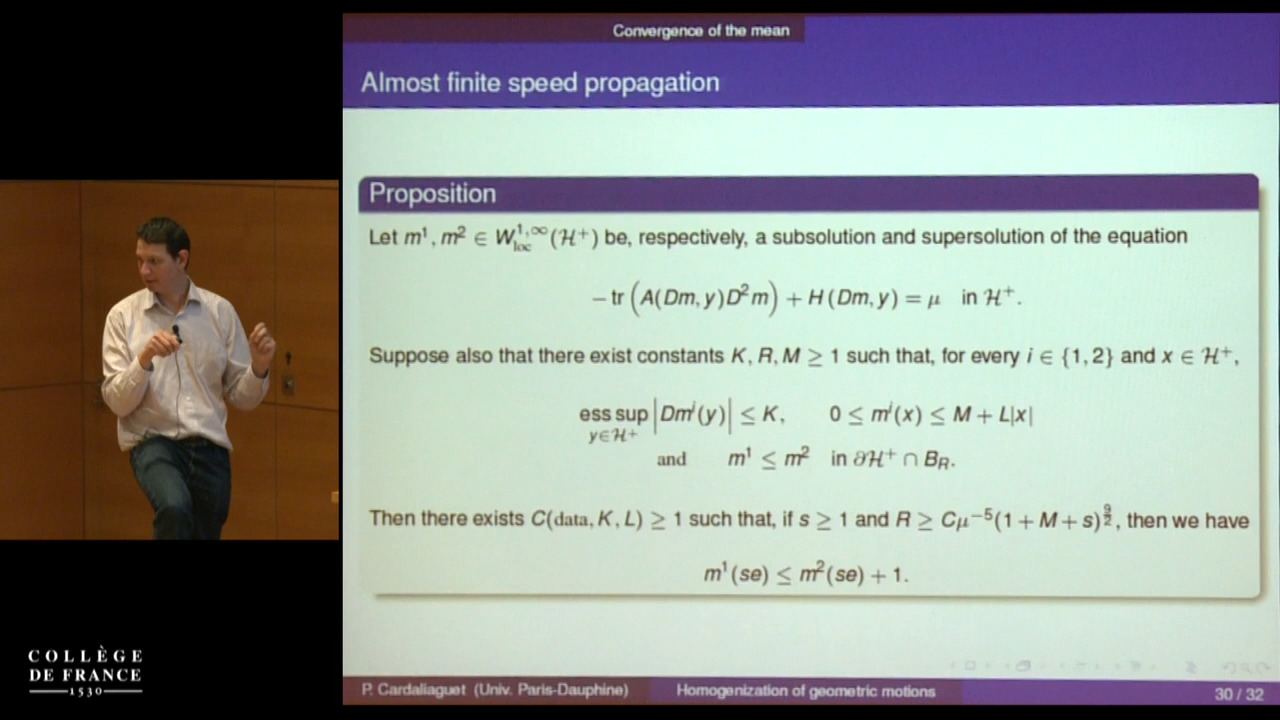 Convergence of the mean
Almost finite speed propagation
Proposition
Let m¹, m² ∈ W^{1,∞}_{loc}(ℋ⁺) be, respectively, a subsolution and supersolution of the equation
− tr (A(Dm, y)D²m) + H(Dm, y) = μ in ℋ⁺.
Suppose also that there exist constants K, R, M ≥ 1 such that, for every i ∈ {1, 2} and x ∈ ℋ⁺,
ess sup_{y∈ℋ⁺} |Dmⁱ(y)| ≤ K, 0 ≤ mⁱ(x) ≤ M + L|x|
and m¹ ≤ m² in ∂ℋ⁺ ∩ B_R.
Then there exists C(data, K, L) ≥ 1 such that, if s ≥ 1 and R ≥ Cμ⁻⁵(1 + M + s)^{9/2}, then we have
m¹(se) ≤ m²(se) + 1.
COLLÈGE
DE FRANCE
1530
P. Cardaliaguet (Univ. Paris-Dauphine) Homogenization of geometric motions 30 / 32